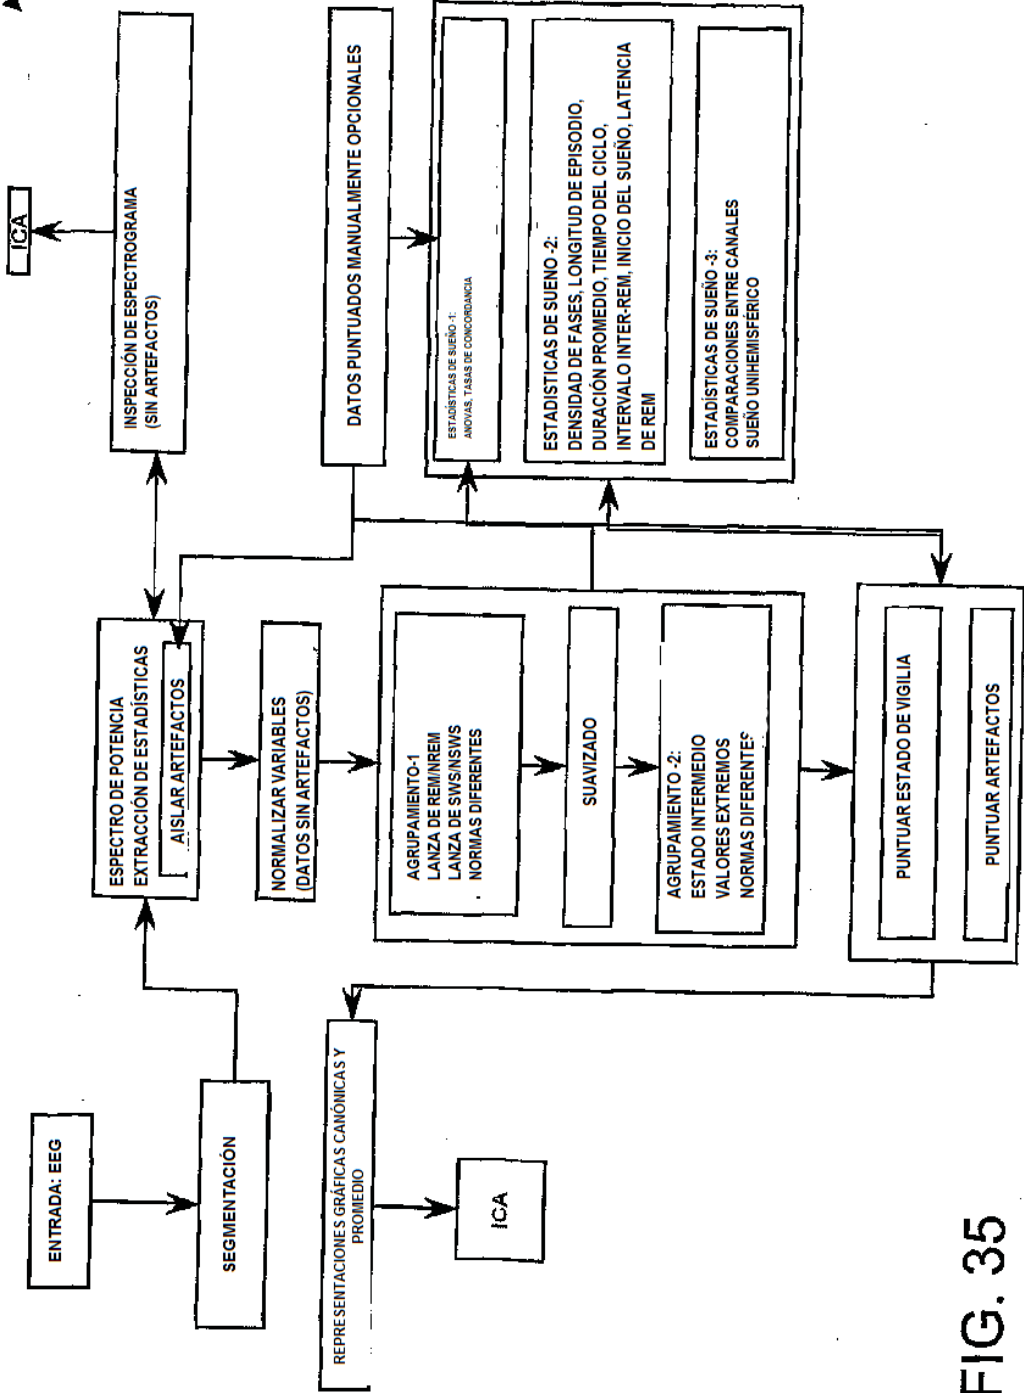 ENTRADA: EEG
SEGMENTACIÓN
REPRESENTACIONES GRÁFICAS CANÓNICAS Y
PROMEDIO
ICA
ESPECTRO DE POTENCIA
EXTRACCIÓN DE ESTADÍSTICAS
AISLAR ARTEFACTOS
NORMALIZAR VARIABLES
(DATOS SIN ARTEFACTOS)
AGRUPAMIENTO-1
LANZA DE REM/NREM
LANZA DE SWS/NSWS
NORMAS DIFERENTES
SUAVIZADO
AGRUPAMIENTO -2:
ESTADO INTERMEDIO
VALORES EXTREMOS
NORMAS DIFERENTES
PUNTUAR ESTADO DE VIGILIA
PUNTUAR ARTEFACTOS
ICA
INSPECCIÓN DE ESPECTROGRAMA
(SIN ARTEFACTOS)
DATOS PUNTUADOS MANUALMENTE OPCIONALES
ESTADÍSTICAS DE SUEÑO -1:
ANOVAS, TASAS DE CONCORDANCIA
ESTADISTICAS DE SUENO -2:
DENSIDAD DE FASES, LONGITUD DE EPISODIO,
DURACIÓN PROMEDIO, TIEMPO DEL CICLO,
INTERVALO INTER-REM, INICIO DEL SUEÑO, LATENCIA
DE REM
ESTADÍSTICAS DE SUEÑO -3:
COMPARACIONES ENTRE CANALES
SUEÑO UNIHEMISFÉRICO
FIG. 35